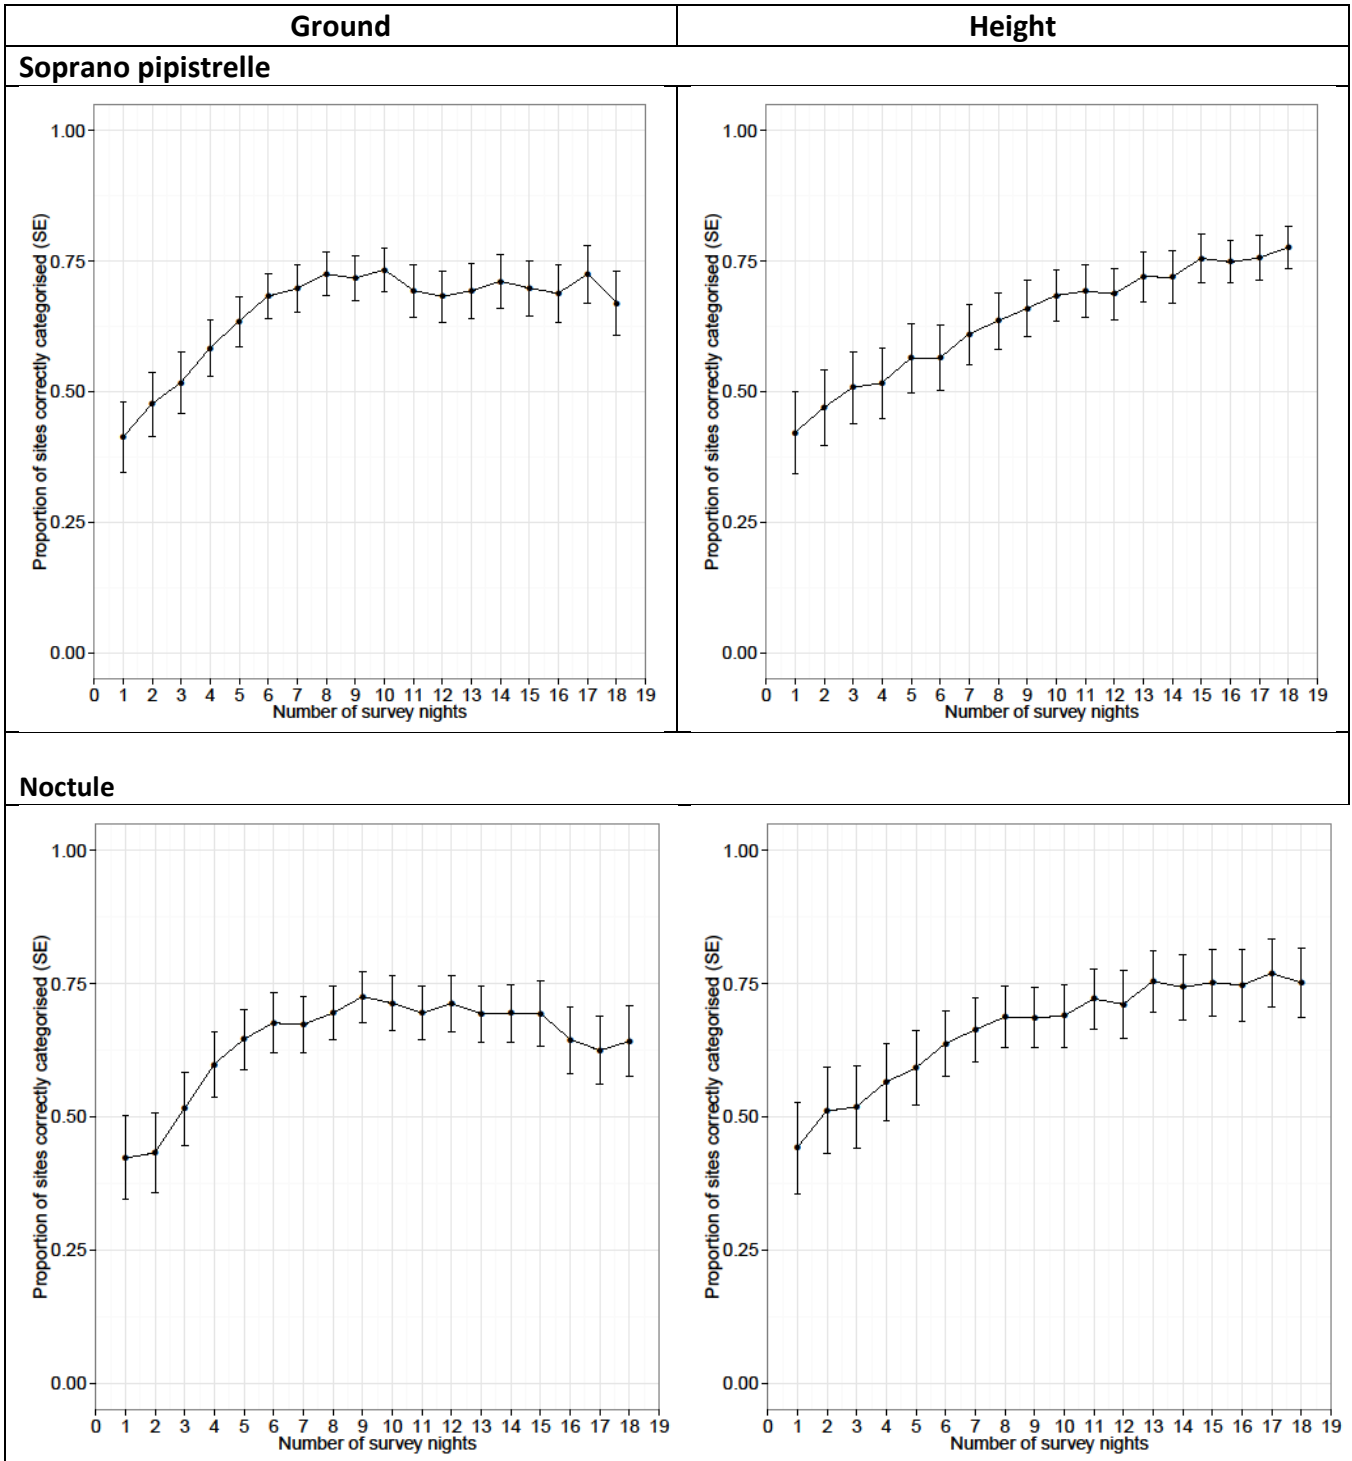 Ground Height
Soprano pipistrelle
Proportion of sites correctly categorised (SE)
1.00
0.75
0.50
0.25
0.00
0 1 2 3 4 5 6 7 8 9 10 11 12 13 14 15 16 17 18 19
Number of survey nights
Proportion of sites correctly categorised (SE)
1.00
0.75
0.50
0.25
0.00
0 1 2 3 4 5 6 7 8 9 10 11 12 13 14 15 16 17 18 19
Number of survey nights
Noctule
Proportion of sites correctly categorised (SE)
1.00
0.75
0.50
0.25
0.00
0 1 2 3 4 5 6 7 8 9 10 11 12 13 14 15 16 17 18 19
Number of survey nights
Proportion of sites correctly categorised (SE)
1.00
0.75
0.50
0.25
0.00
0 1 2 3 4 5 6 7 8 9 10 11 12 13 14 15 16 17 18 19
Number of survey nights